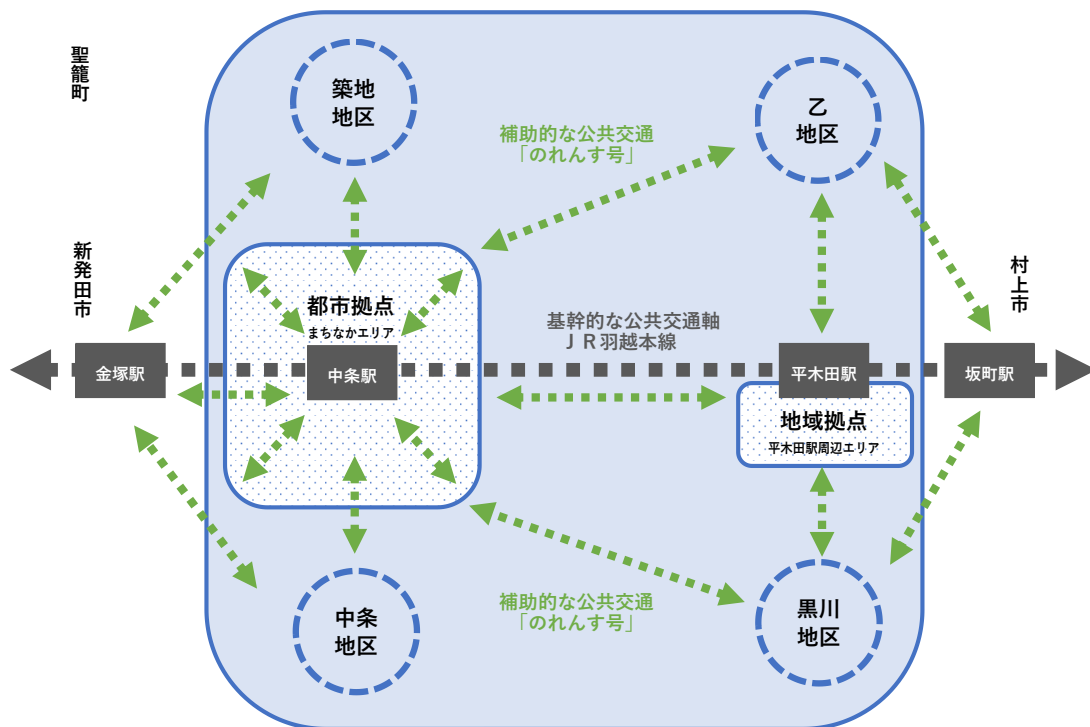 聖籠町
築地
地区
乙
地区
補助的な公共交通
「のれんす号」
新発田市
村上市
都市拠点
まちなかエリア
基幹的な公共交通軸
ＪＲ羽越本線
金塚駅
中条駅
平木田駅
坂町駅
地域拠点
平木田駅周辺エリア
中条
地区
補助的な公共交通
「のれんす号」
黒川
地区